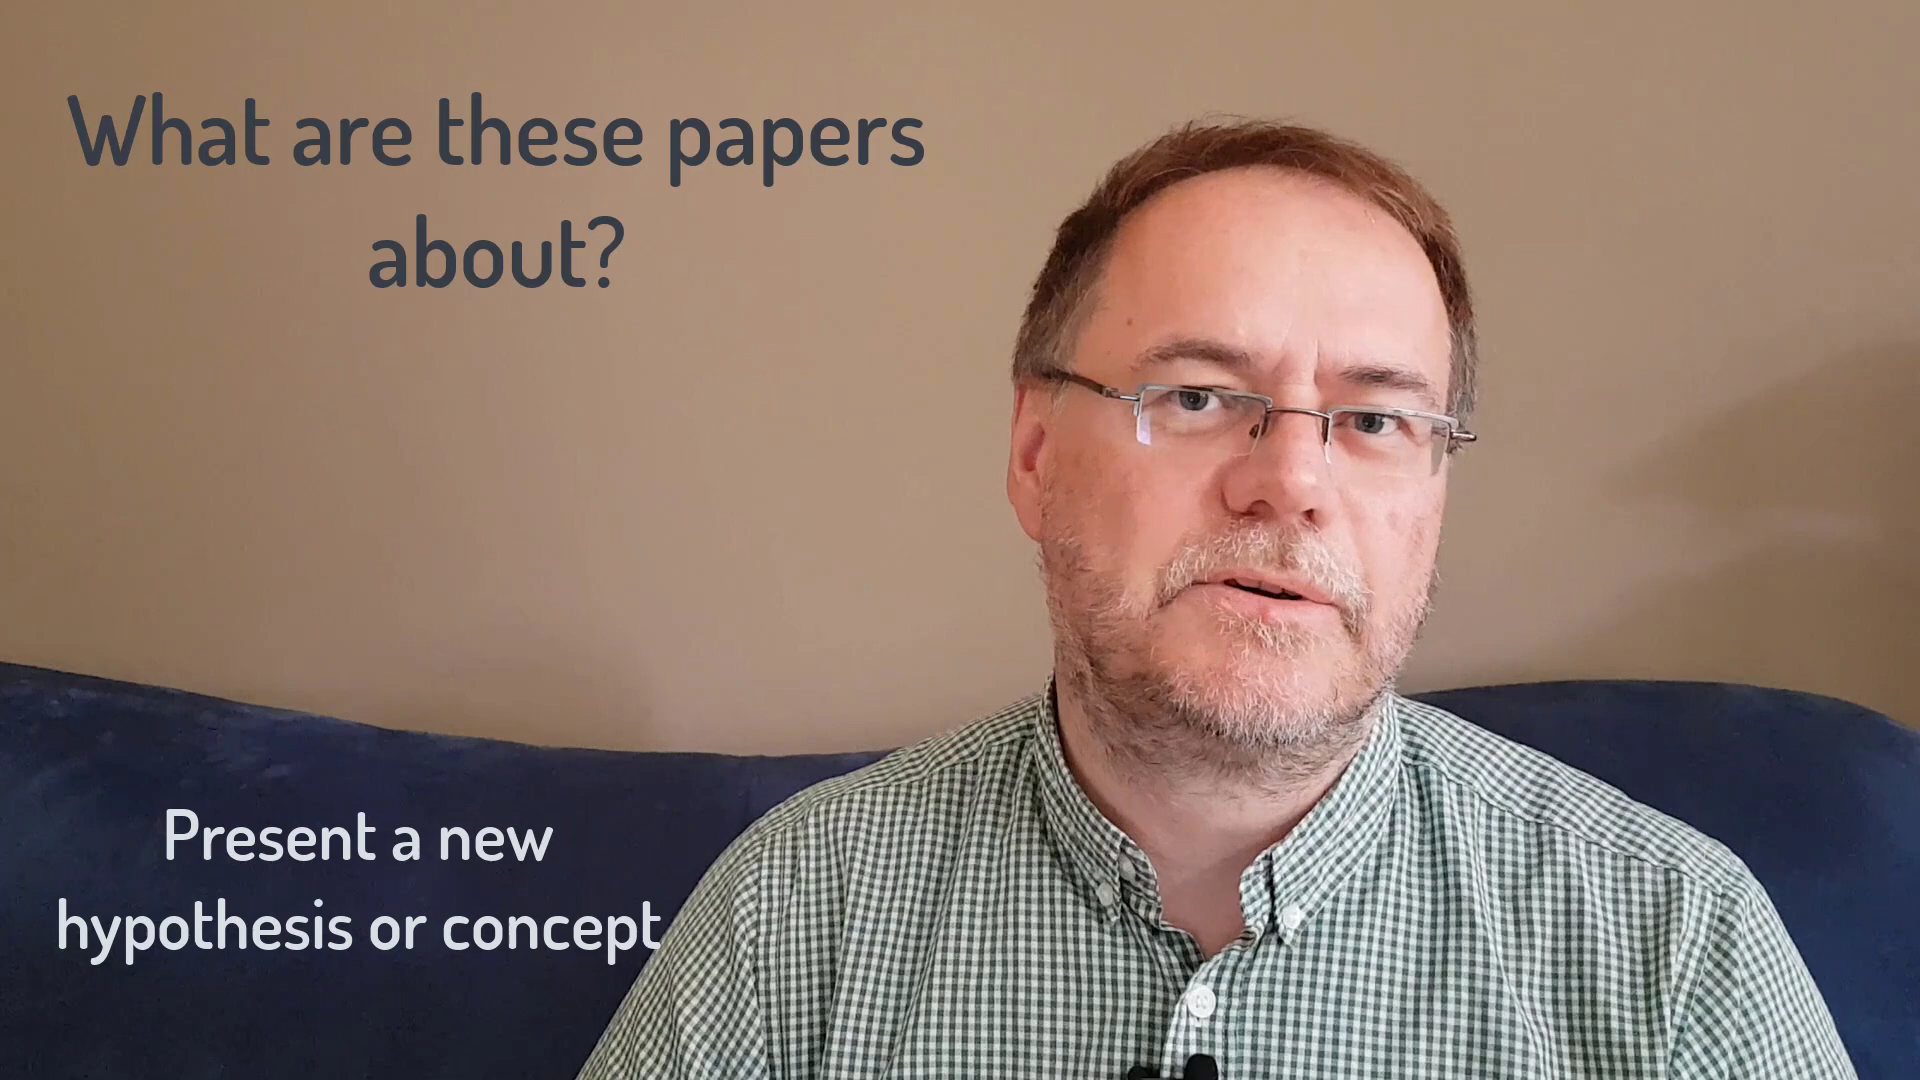 What are these papers
about?
Present a new
hypothesis or concept